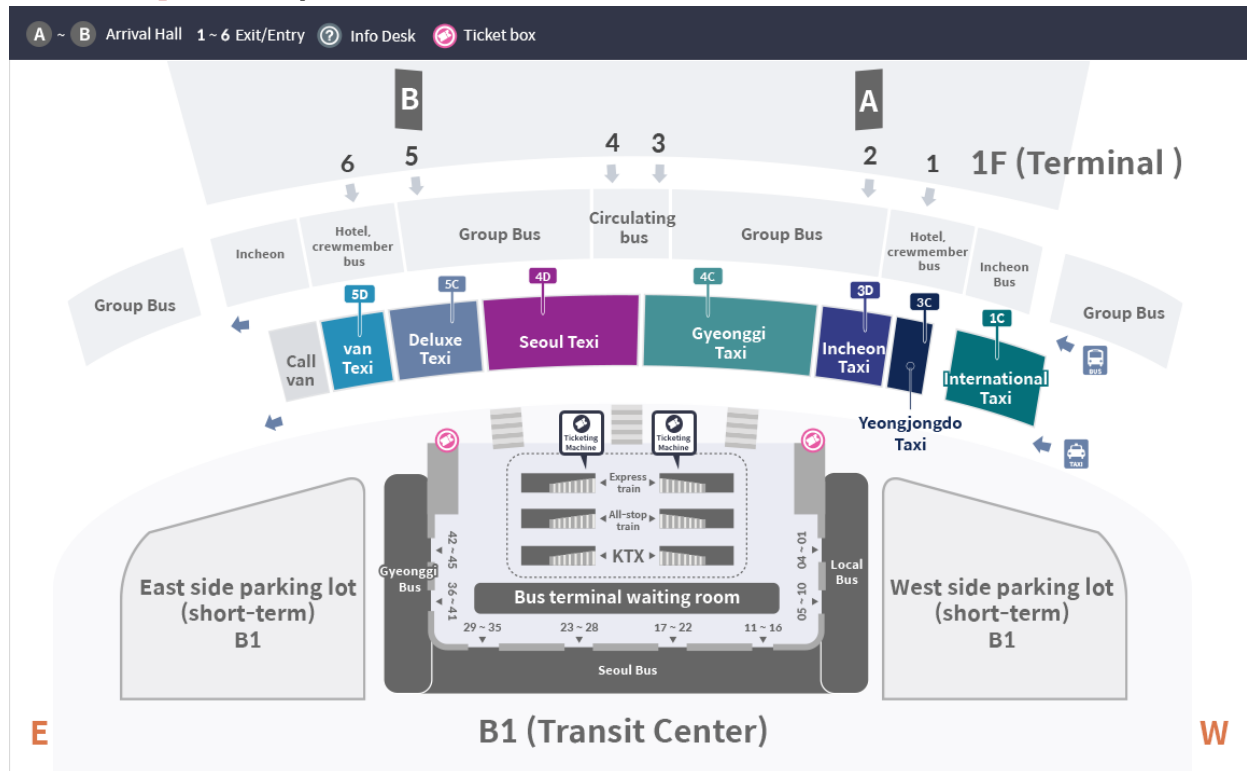 A ~ B Arrival Hall 1 ~ 6 Exit/Entry ? Info Desk Ticket box
B
A
6
5
4
3
2
1
1F (Terminal )
Group Bus
Incheon
Hotel,
crewmember
bus
Group Bus
Circulating
bus
Group Bus
Hotel,
crewmember
bus
Incheon
Bus
Group Bus
5D
5C
4D
4C
3D
3C
1C
Call
van
van
Texi
Deluxe
Texi
Seoul Texi
Gyeonggi
Taxi
Incheon
Taxi
Yeongjongdo
Taxi
International
Taxi
BUS
TAXI
Ticketing
Machine
Ticketing
Machine
Express
train
All-stop
train
KTX
Bus terminal waiting room
42 ~ 45
36 ~ 41
04 ~ 01
05 ~ 10
29 ~ 35
23 ~ 28
17 ~ 22
11 ~ 16
Gyeonggi
Bus
Local
Bus
Seoul Bus
East side parking lot
(short-term)
B1
West side parking lot
(short-term)
B1
E
B1 (Transit Center)
W